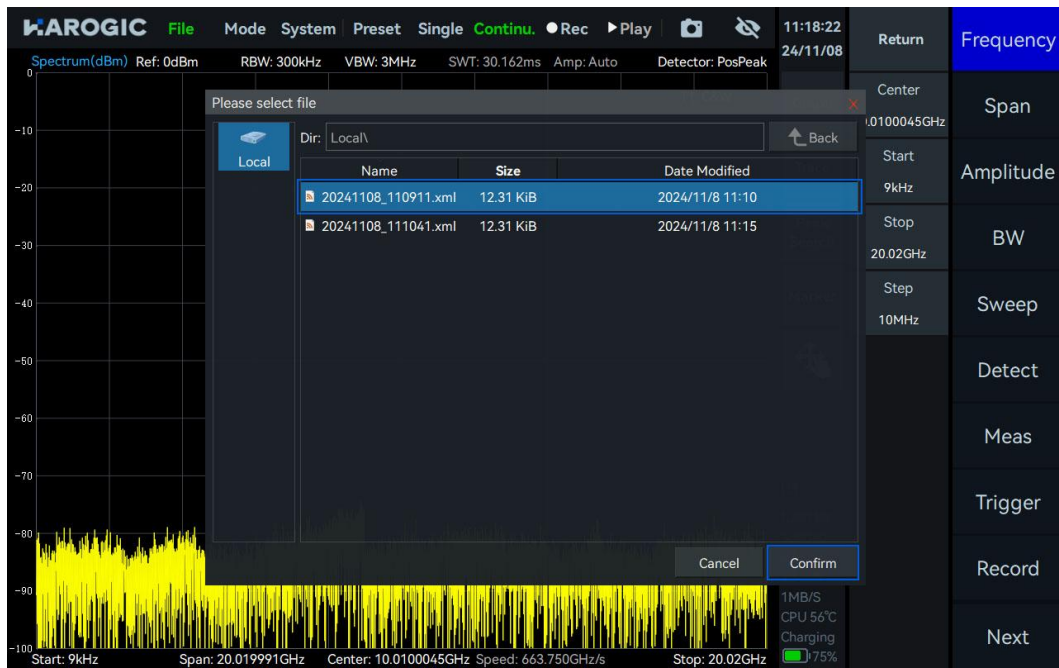 HAROGIC File Mode System Preset Single Continu. Rec Play 11:18:22
24/11/08
Return
Frequency
Spectrum(dBm) Ref: 0dBm RBW: 300kHz VBW: 3MHz SWT: 30.162ms Amp: Auto Detector: PosPeak
0
-10
-20
-30
-40
-50
-60
-70
-80
-90
-100
Please select file X
Local
Dir: Local\ Back
Name Size Date Modified
20241108_110911.xml 12.31 KiB 2024/11/8 11:10
20241108_111041.xml 12.31 KiB 2024/11/8 11:15
Cancel Confirm
1MB/S
CPU 56℃
Charging
75%
Start: 9kHz Span: 20.019991GHz Center: 10.0100045GHz Speed: 663.750GHz/s Stop: 20.02GHz
Center
.0100045GHz
Start
9kHz
Stop
20.02GHz
Step
10MHz
Span
Amplitude
BW
Sweep
Detect
Meas
Trigger
Record
Next